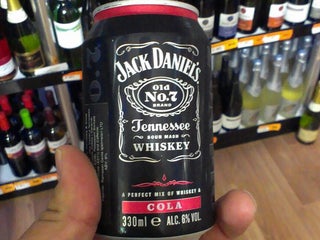 JACK DANIEL'S
Old
No.7
BRAND
Tennessee
SOUR MASH
WHISKEY
A PERFECT MIX OF WHISKEY &
COLA
330ml e ALC. 6% VOL.